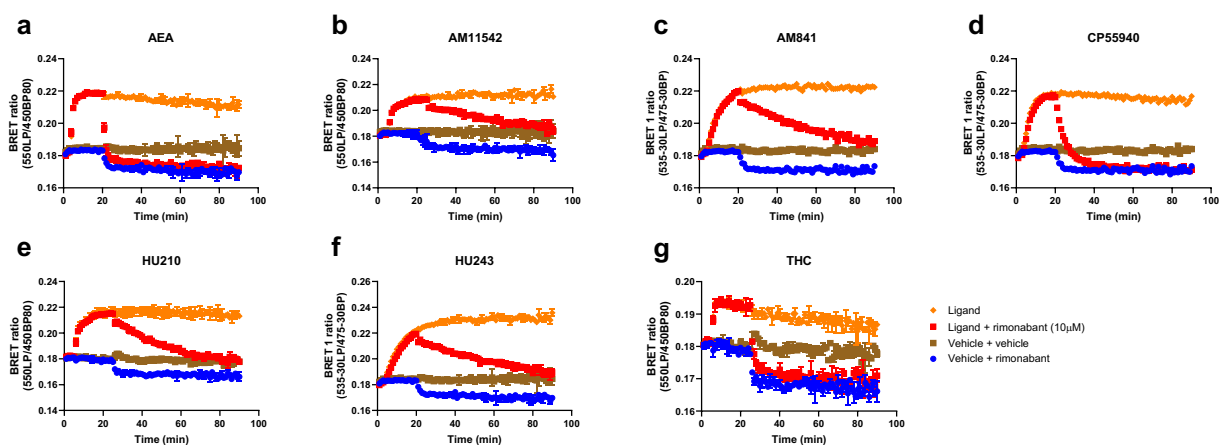 a
AEA
BRET ratio
(550LP/450BP80)
0.24
0.22
0.20
0.18
0.16
0 20 40 60 80 100
Time (min)
b
AM11542
BRET ratio
(550LP/450BP80)
0.24
0.22
0.20
0.18
0.16
0.14
0 20 40 60 80 100
Time (min)
c
AM841
BRET 1 ratio
(535-30LP/475-30BP)
0.24
0.22
0.20
0.18
0.16
0 20 40 60 80 100
Time (min)
d
CP55940
BRET 1 ratio
(535-30LP/475-30BP)
0.24
0.22
0.20
0.18
0.16
0 20 40 60 80 100
Time (min)
e
HU210
BRET ratio
(550LP/450BP80)
0.24
0.22
0.20
0.18
0.16
0.14
0 20 40 60 80 100
Time (min)
f
HU243
BRET 1 ratio
(535-30LP/475-30BP)
0.26
0.24
0.22
0.20
0.18
0.16
0 20 40 60 80 100
Time (min)
g
THC
BRET ratio
(550LP/450BP80)
0.20
0.19
0.18
0.17
0.16
0 20 40 60 80 100
Time (min)
Ligand
Ligand + rimonabant (10μM)
Vehicle + vehicle
Vehicle + rimonabant